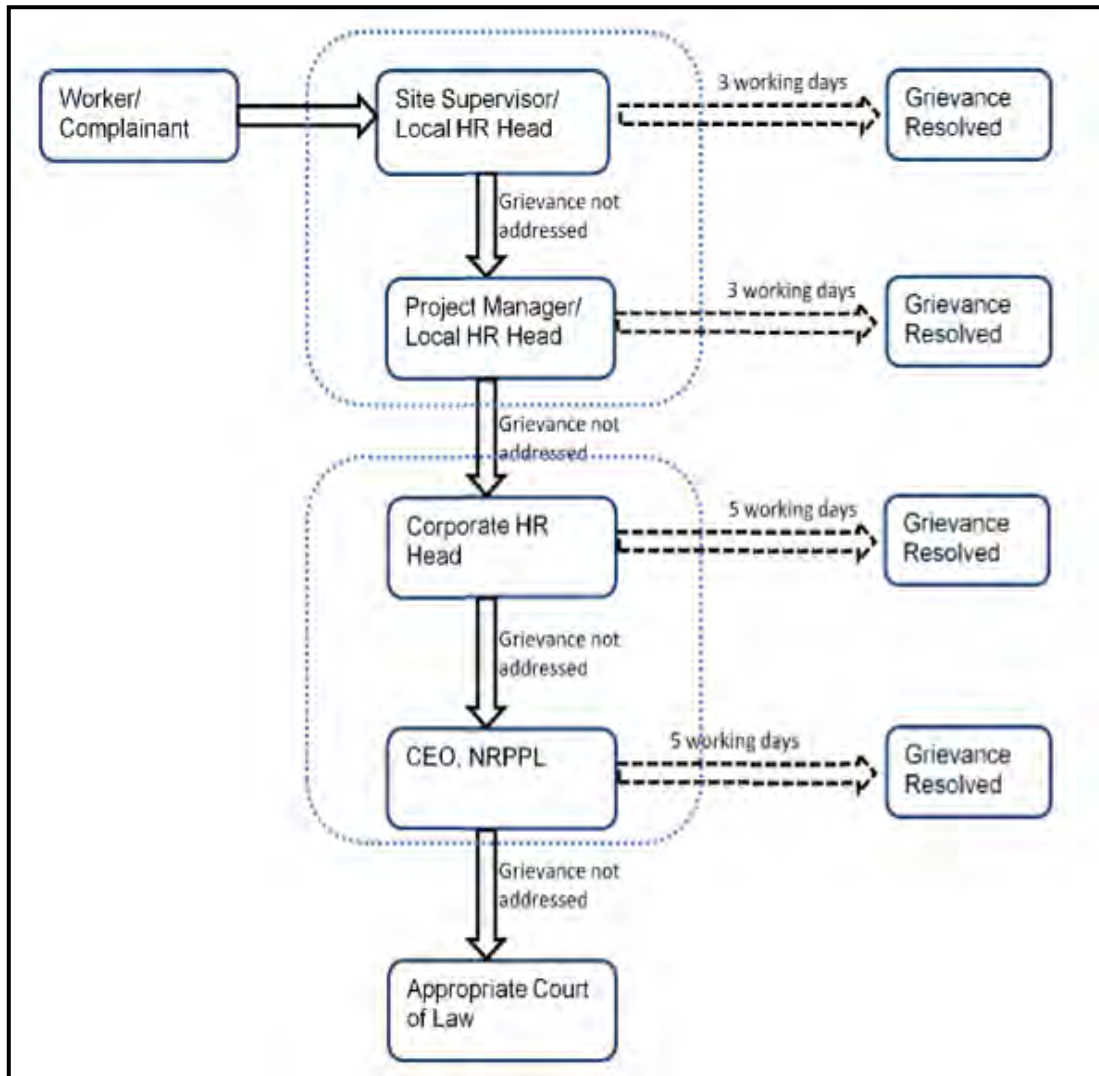 Worker/
Complainant
Site Supervisor/
Local HR Head
3 working days
Grievance
Resolved
Grievance not
addressed
Project Manager/
Local HR Head
3 working days
Grievance
Resolved
Grievance not
addressed
Corporate HR
Head
5 working days
Grievance
Resolved
Grievance not
addressed
CEO, NRPPL
5 working days
Grievance
Resolved
Grievance not
addressed
Appropriate Court
of Law